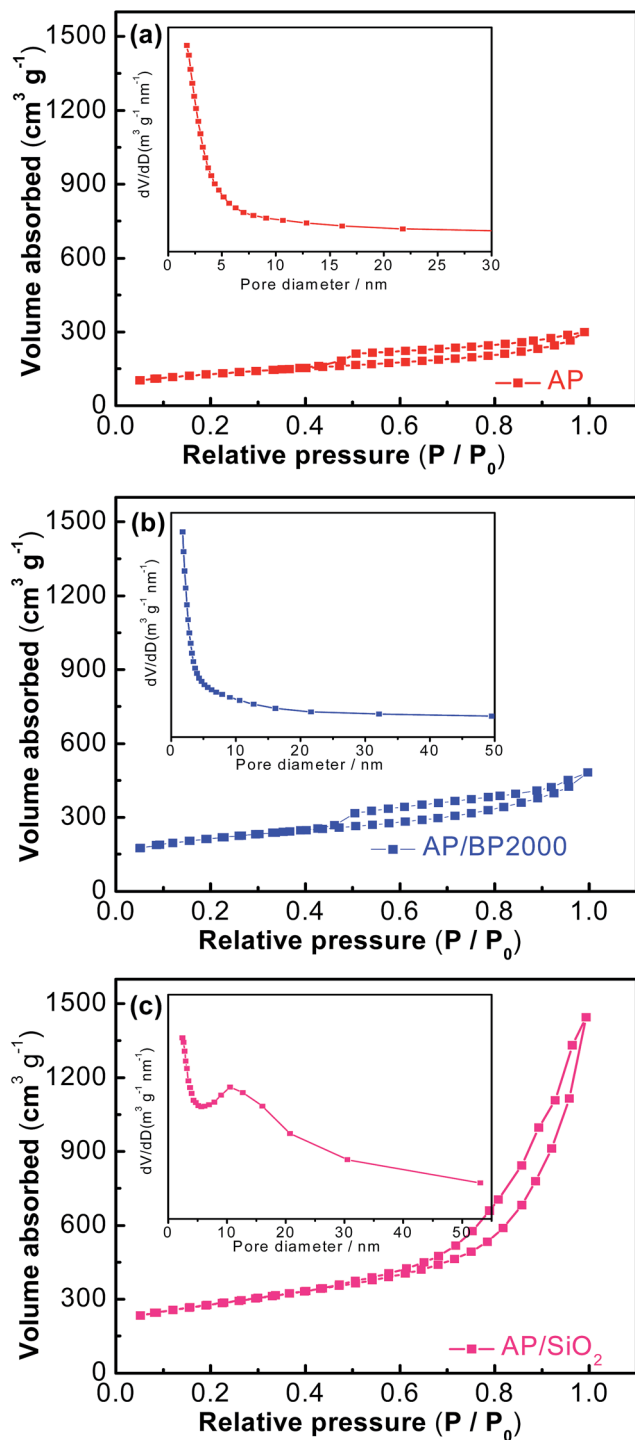 (a)
Volume absorbed (cm³ g⁻¹)
1500
1200
900
600
300
0
dV/dD(m³ g⁻¹ nm⁻¹)
0 5 10 15 20 25 30
Pore diameter / nm
AP
0.0 0.2 0.4 0.6 0.8 1.0
Relative pressure (P / P₀)
(b)
Volume absorbed (cm³ g⁻¹)
1500
1200
900
600
300
0
dV/dD(m³ g⁻¹ nm⁻¹)
0 10 20 30 40 50
Pore diameter / nm
AP/BP2000
0.0 0.2 0.4 0.6 0.8 1.0
Relative pressure (P / P₀)
(c)
Volume absorbed (cm³ g⁻¹)
1500
1200
900
600
300
0
dV/dD(m³ g⁻¹ nm⁻¹)
0 10 20 30 40 50
Pore diameter / nm
AP/SiO₂
0.0 0.2 0.4 0.6 0.8 1.0
Relative pressure (P / P₀)